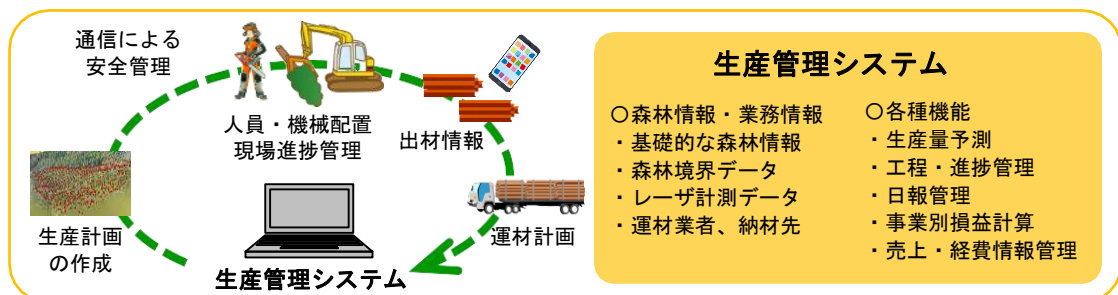 通信による
安全管理
人員・機械配置
現場進捗管理
出材情報
運材計画
生産計画
の作成
生産管理システム
生産管理システム
〇森林情報・業務情報
・基礎的な森林情報
・森林境界データ
・レーザ計測データ
・運材業者、納材先
〇各種機能
・生産量予測
・工程・進捗管理
・日報管理
・事業別損益計算
・売上・経費情報管理